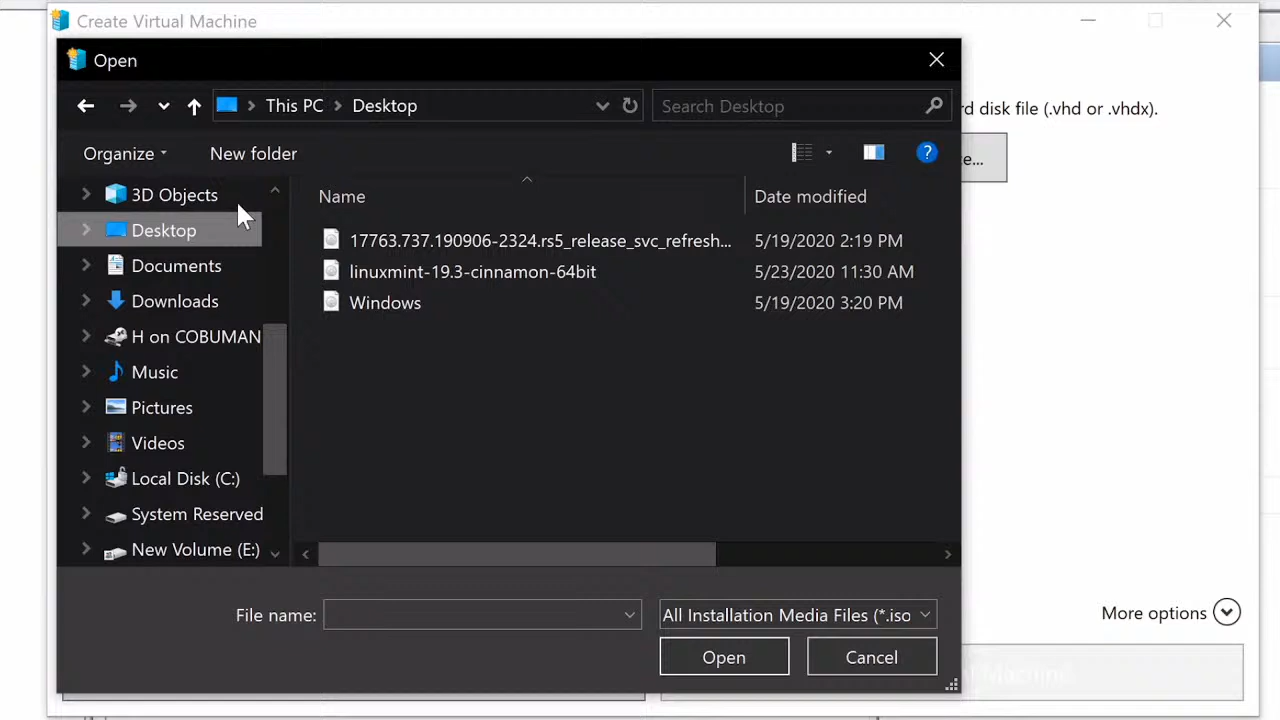 Create Virtual Machine
Open
This PC
Desktop
Search Desktop
rd disk file (.vhd or .vhdx).
e...
Organize
New folder
Name
Date modified
3D Objects
Desktop
Documents
Downloads
H on COBUMAN
Music
Pictures
Videos
Local Disk (C:)
System Reserved
New Volume (E:)
17763.737.190906-2324.rs5_release_svc_refresh... 5/19/2020 2:19 PM
linuxmint-19.3-cinnamon-64bit 5/23/2020 11:30 AM
Windows 5/19/2020 3:20 PM
File name:
All Installation Media Files (*.iso
Open
Cancel
More options
Machine